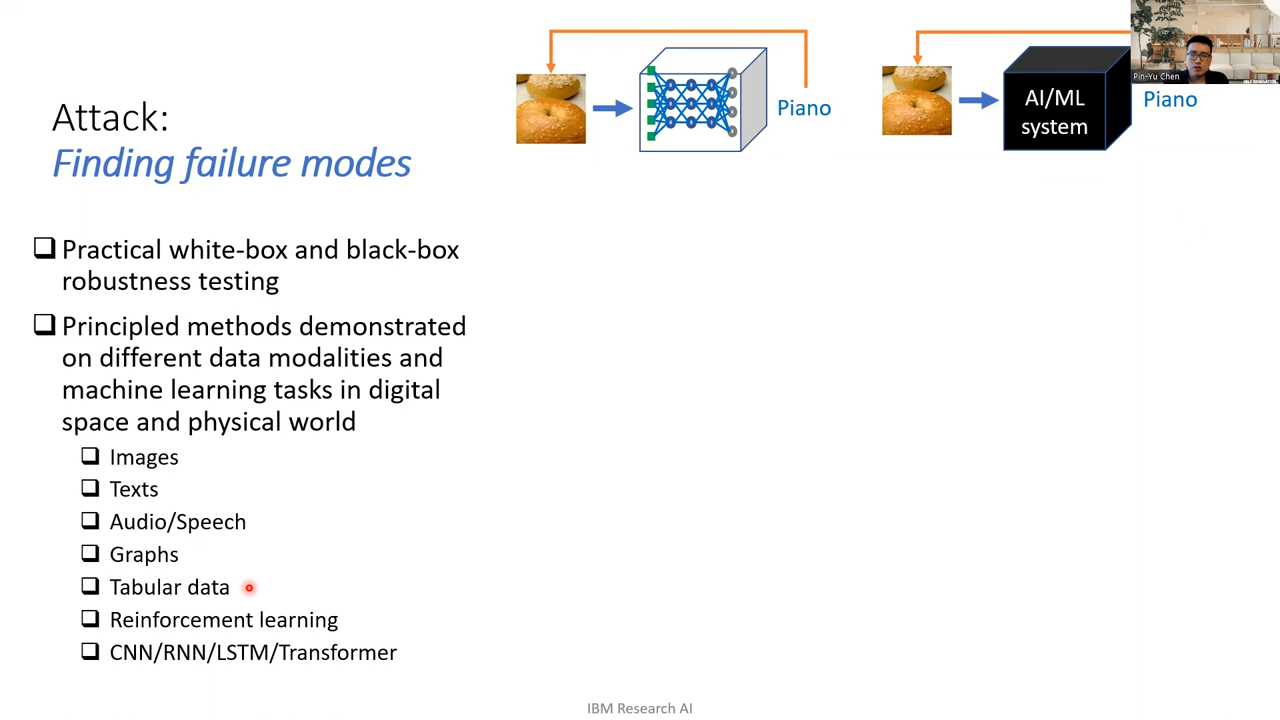 Attack:
Finding failure modes
Piano
AI/ML
system
Piano
Pin-Yu Chen
Practical white-box and black-box
robustness testing
Principled methods demonstrated
on different data modalities and
machine learning tasks in digital
space and physical world
Images
Texts
Audio/Speech
Graphs
Tabular data
Reinforcement learning
CNN/RNN/LSTM/Transformer
IBM Research AI